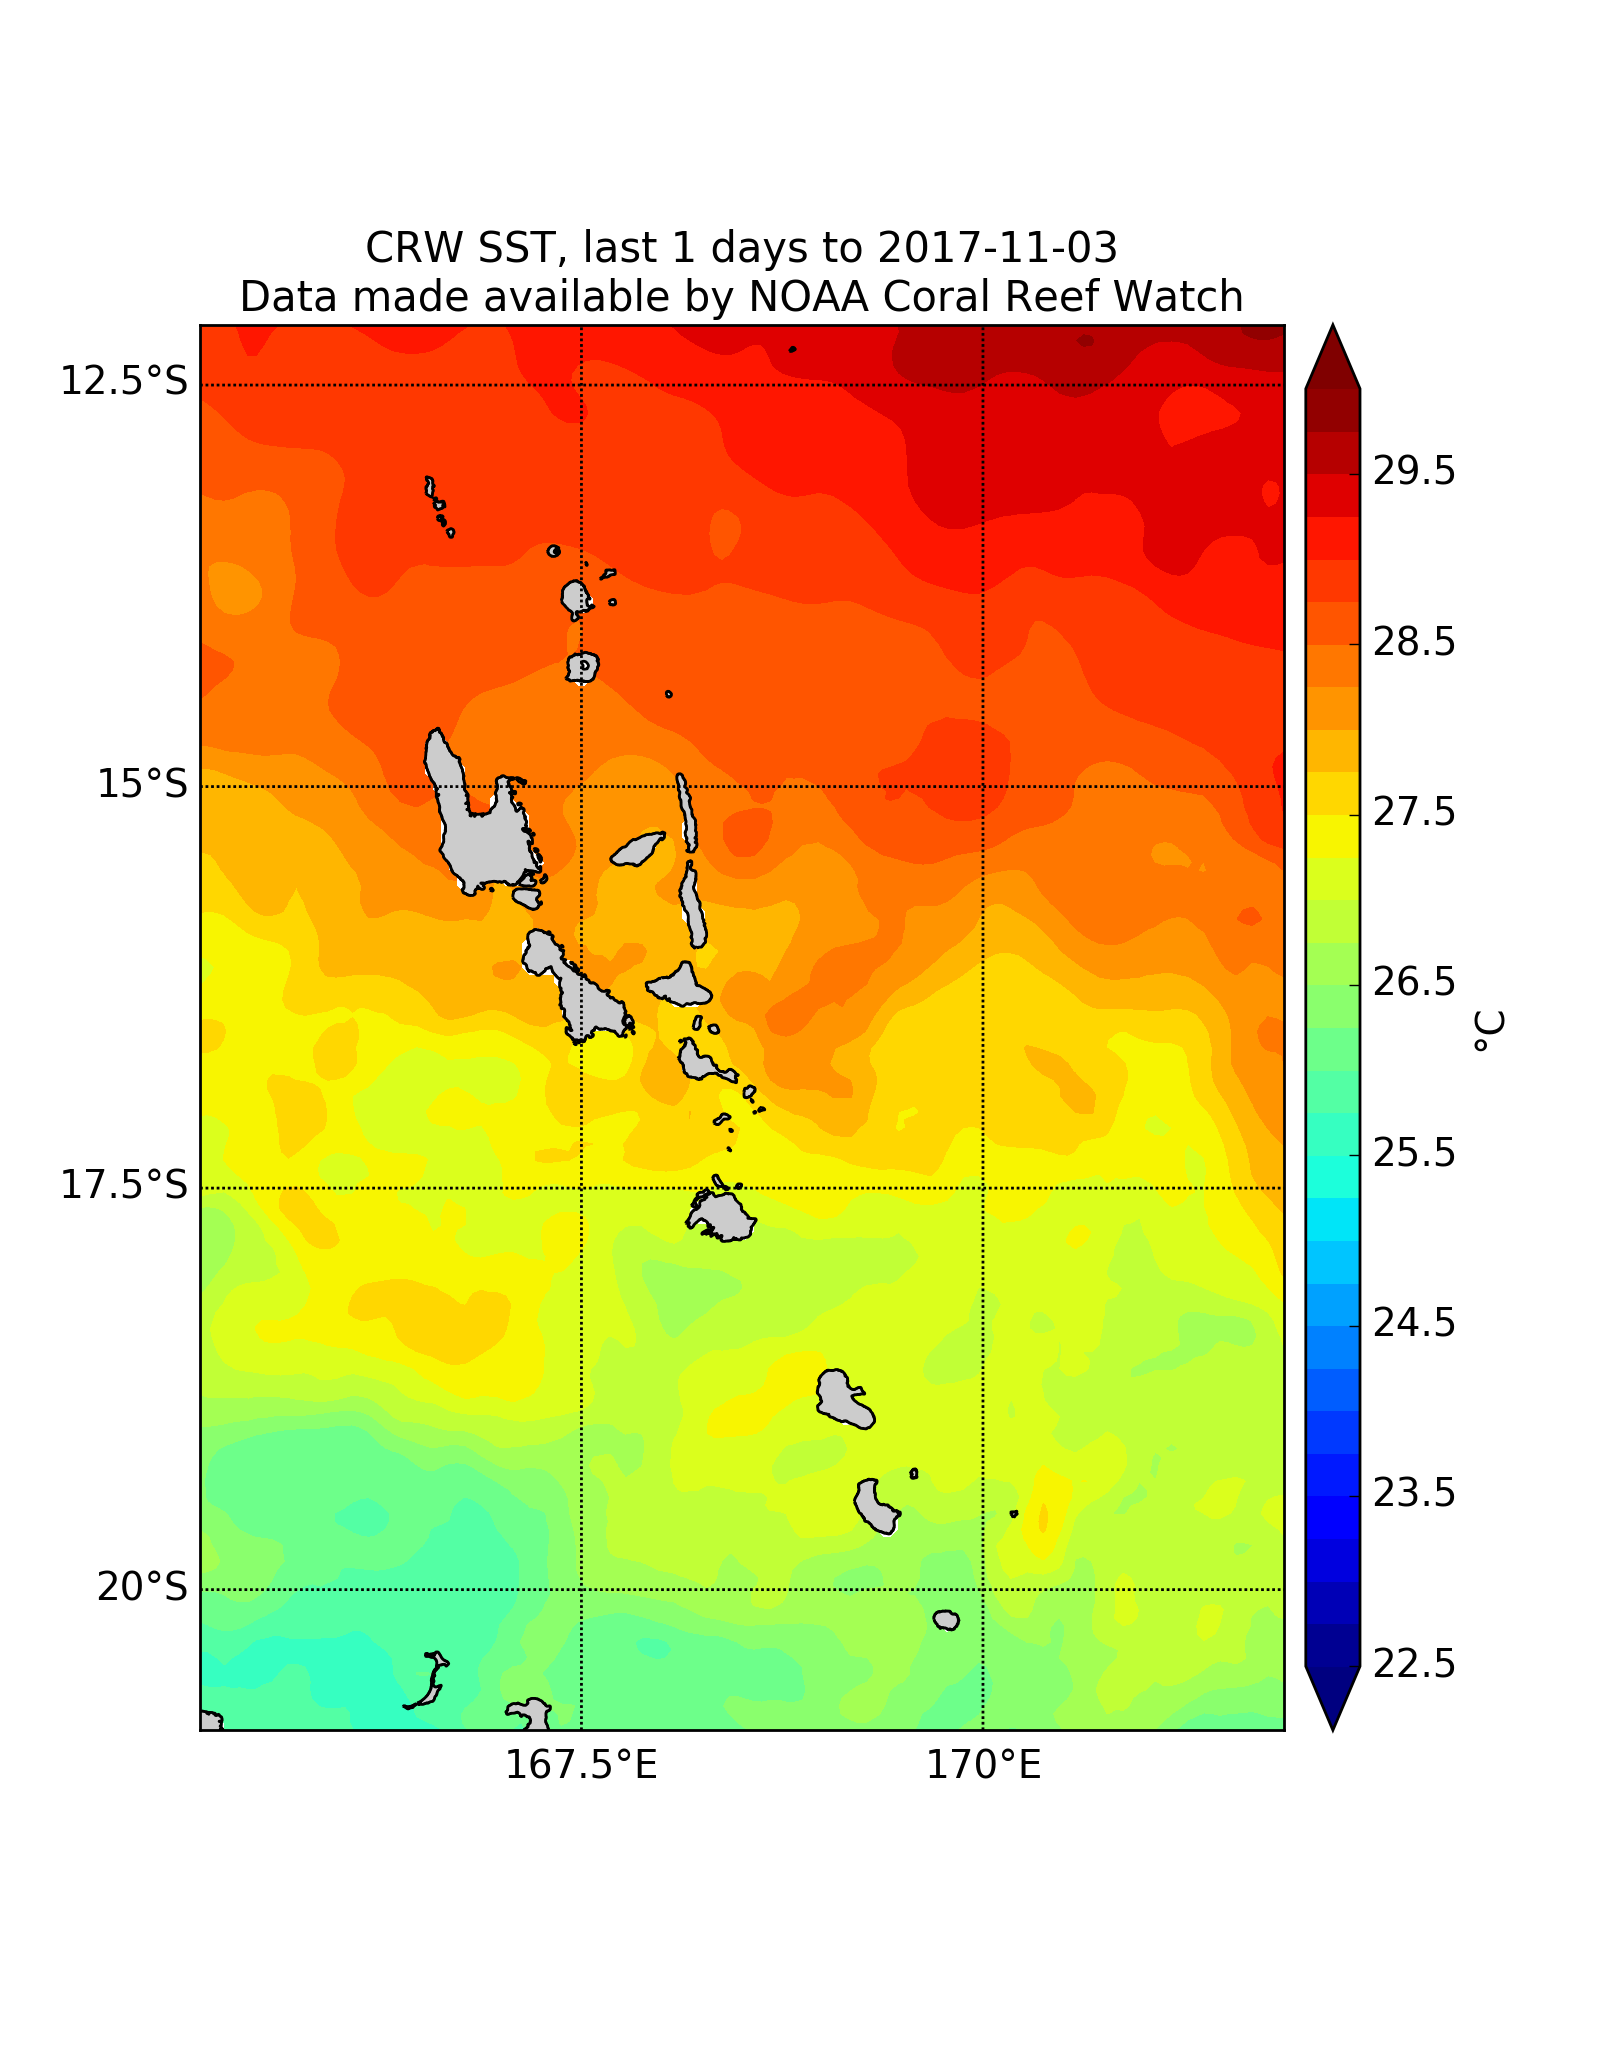 CRW SST, last 1 days to 2017-11-03
Data made available by NOAA Coral Reef Watch
12.5°S
15°S
17.5°S
20°S
167.5°E
170°E
29.5
28.5
27.5
26.5
25.5
24.5
23.5
22.5
°C